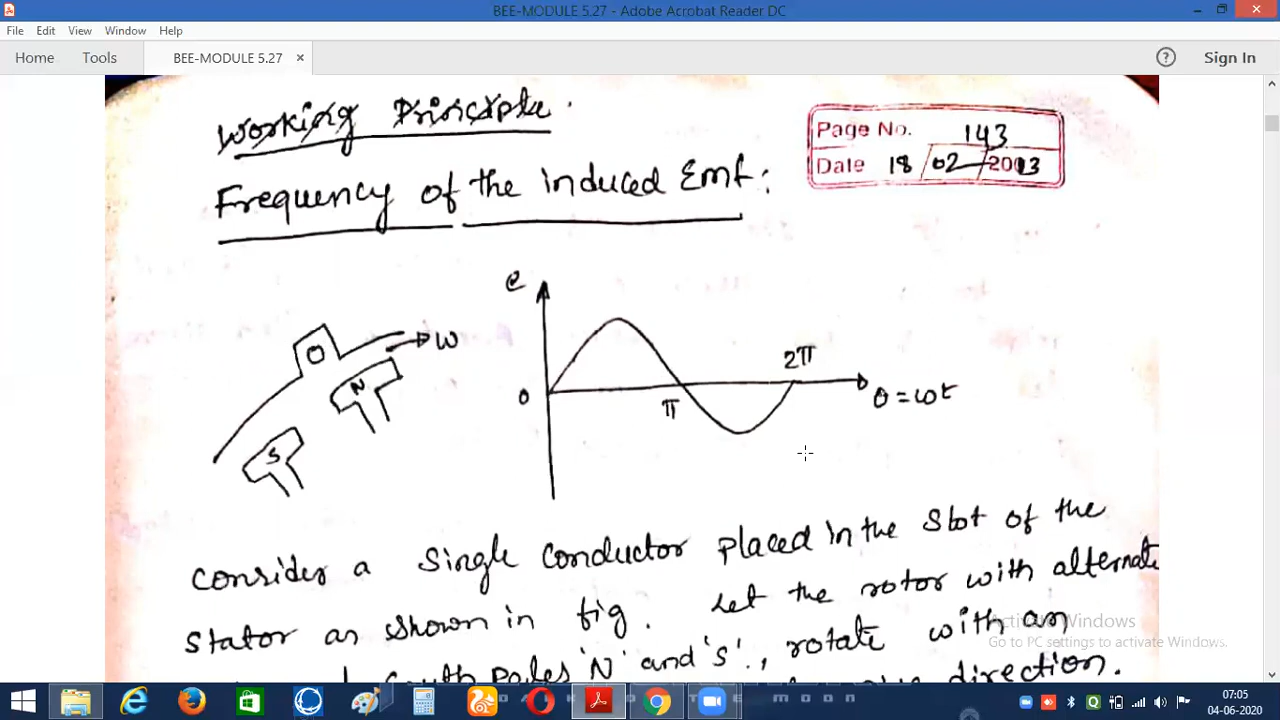 BEE-MODULE 5.27 - Adobe Acrobat Reader DC
File Edit View Window Help
Home Tools BEE-MODULE 5.27 × ? Sign In
Working Principle.
Page No. 143
Date 18/02/2013
Frequency of the induced Emf:
e
O
ω
N
S
0
π
2π
θ = ωt
Consider a Single Conductor placed in the Slot of the
stator as shown in fig. Let the rotor with alternate
South poles 'N' and 's', rotate with an
direction.
Activate Windows
Go to PC settings to activate Windows.
07:05
04-06-2020